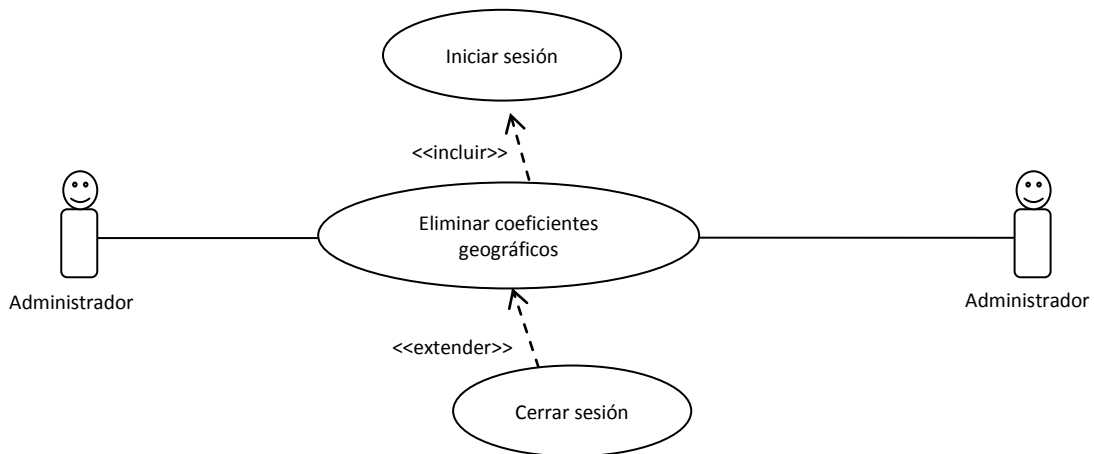 Iniciar sesión
<<incluir>>
Eliminar coeficientes
geográficos
Administrador
Administrador
<<extender>>
Cerrar sesión